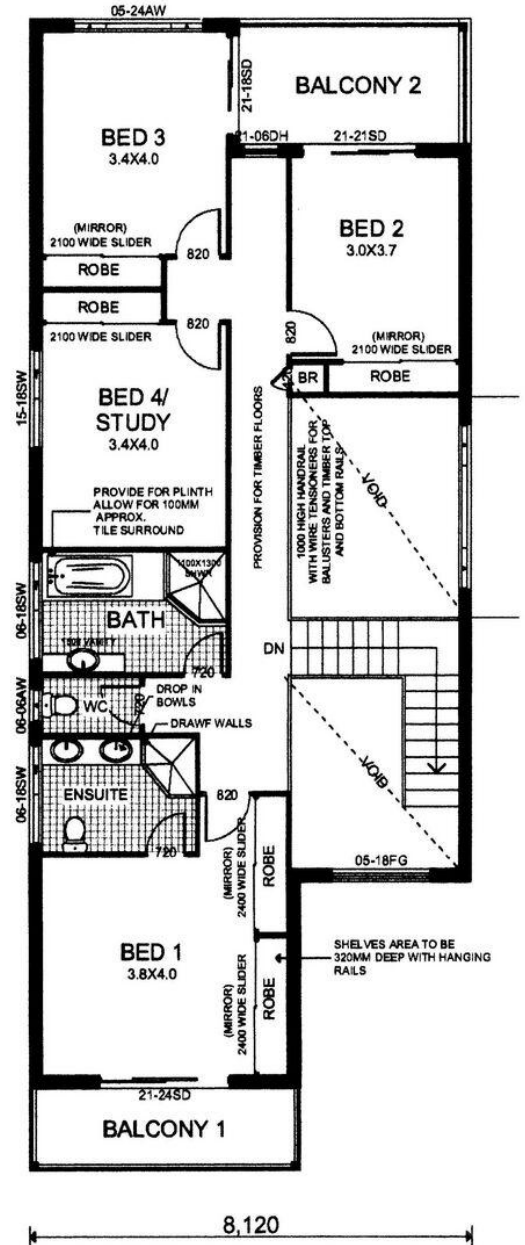 05-24AW
21-18SD
BALCONY 2
BED 3
3.4X4.0
21-06DH
21-21SD
BED 2
3.0X3.7
(MIRROR)
2100 WIDE SLIDER
820
ROBE
ROBE
820
2100 WIDE SLIDER
820
(MIRROR)
2100 WIDE SLIDER
BR
ROBE
420
15-18SW
BED 4/
STUDY
3.4X4.0
PROVISION FOR TIMBER FLOORS
1000 HIGH HANDRAIL
WITH WIRE TENSIONERS FOR
BALUSTERS AND TIMBER TOP
AND BOTTOM RAILS
VOID
PROVIDE FOR PLINTH
ALLOW FOR 100MM
APPROX.
TILE SURROUND
1100X1300
SHWR
06-18SW
BATH
1500 VANITY
720
DN
06-06AW
WC
DROP IN
BOWLS
DRAWF WALLS
VOID
06-18SW
ENSUITE
820
720
05-18FG
(MIRROR)
2400 WIDE SLIDER
ROBE
BED 1
3.8X4.0
(MIRROR)
2400 WIDE SLIDER
ROBE
SHELVES AREA TO BE
320MM DEEP WITH HANGING
RAILS
21-24SD
BALCONY 1
8,120